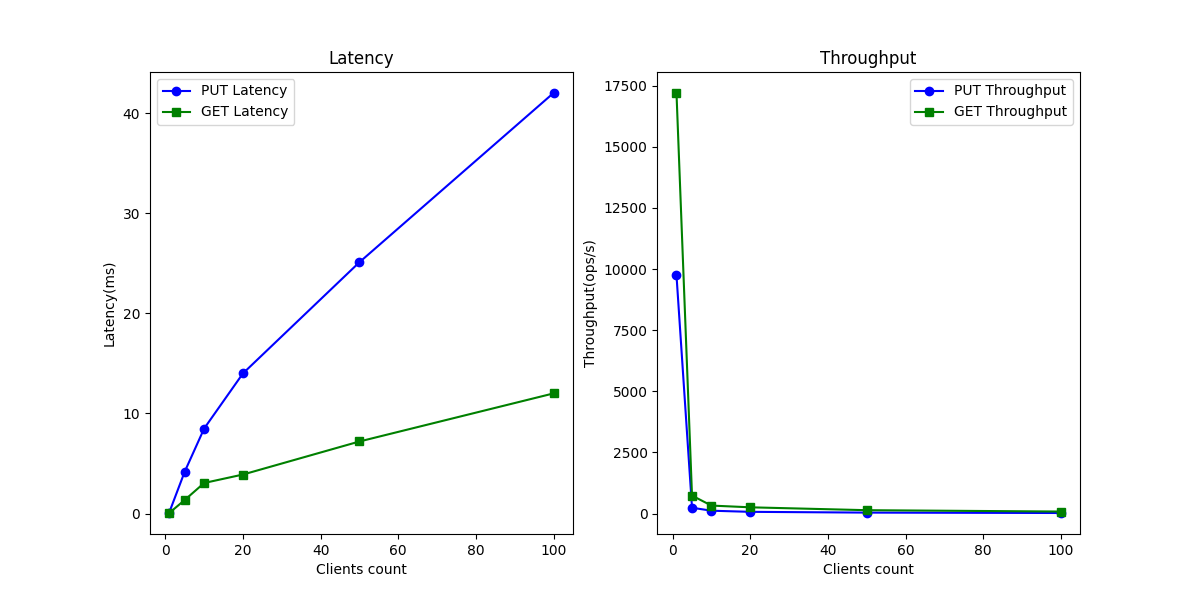 Latency
PUT Latency
GET Latency
Latency(ms)
40
30
20
10
0
0 20 40 60 80 100
Clients count
Throughput
PUT Throughput
GET Throughput
Throughput(ops/s)
17500
15000
12500
10000
7500
5000
2500
0
0 20 40 60 80 100
Clients count